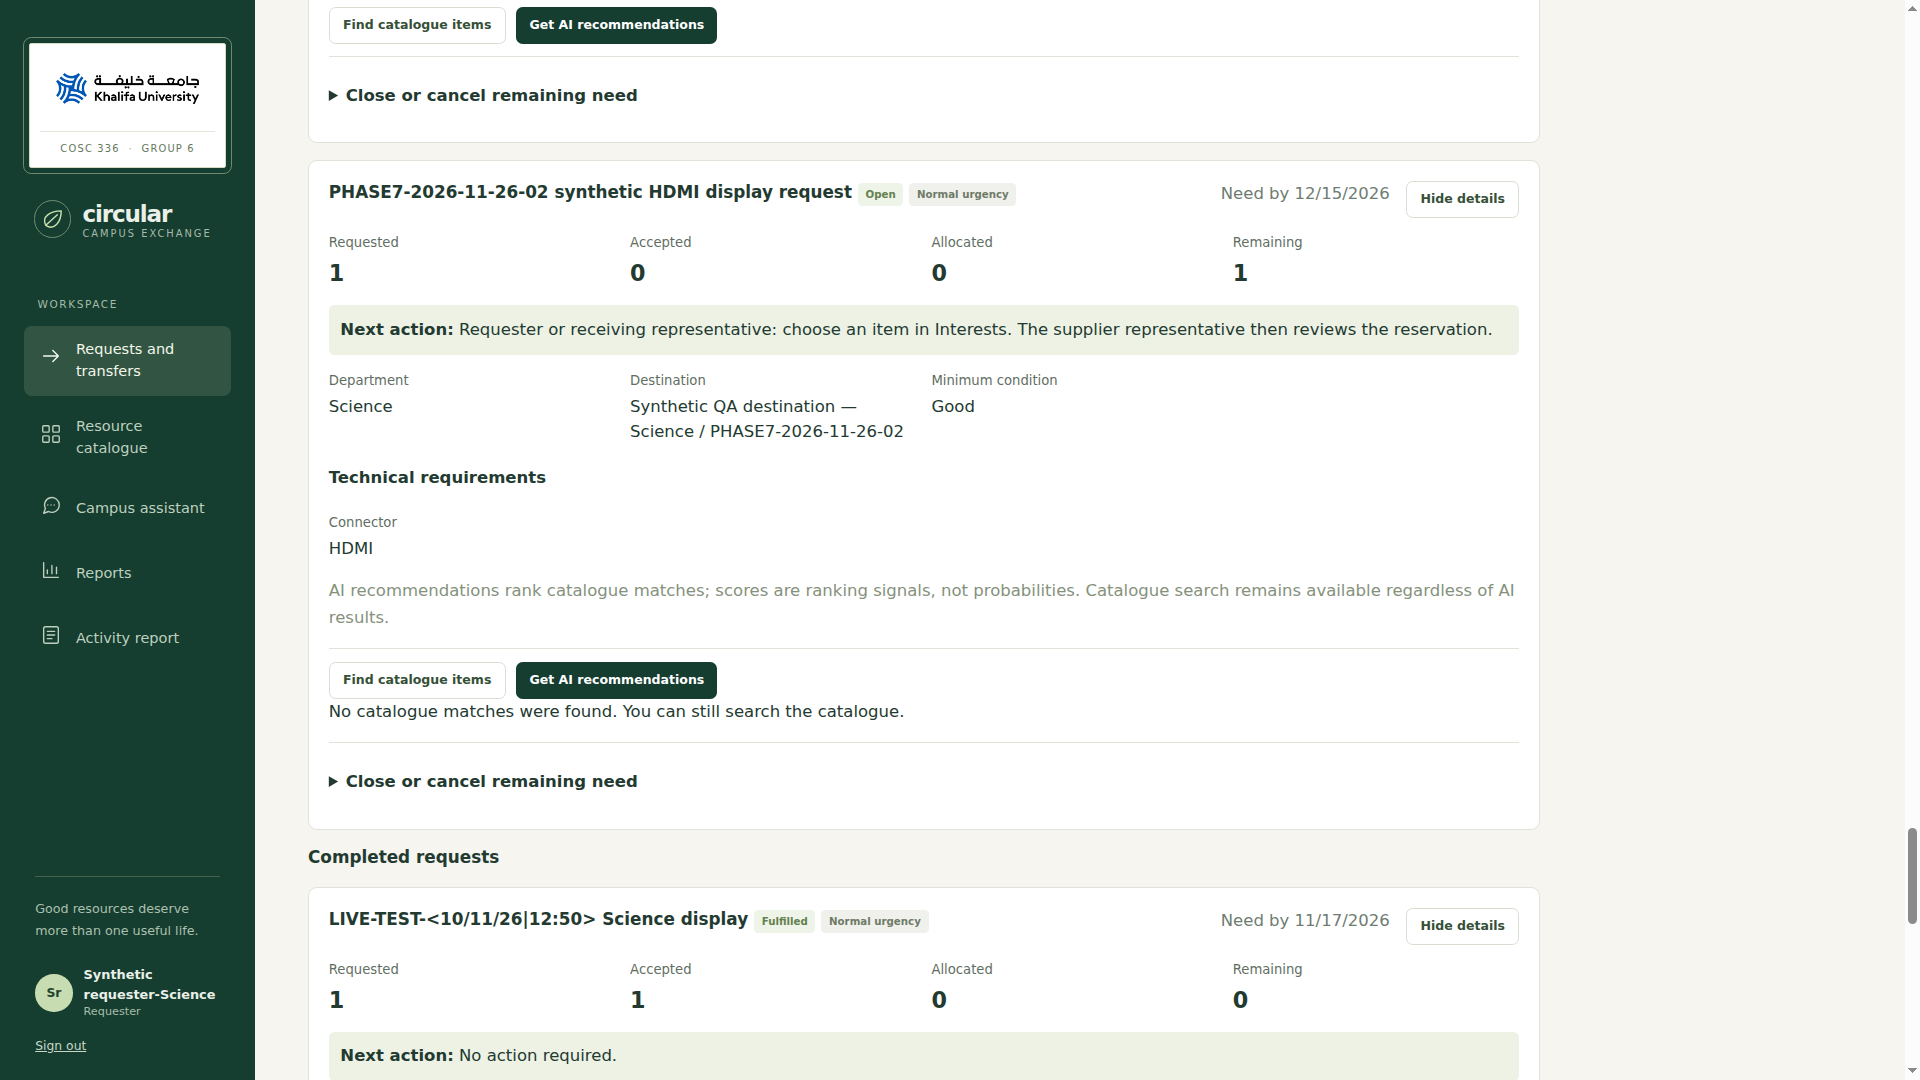 جامعة خليفة
Khalifa University
COSC 336 · GROUP 6
circular
CAMPUS EXCHANGE
WORKSPACE
Requests and
transfers
Resource
catalogue
Campus assistant
Reports
Activity report
Good resources deserve
more than one useful life.
Sr
Synthetic
requester-Science
Requester
Sign out
Find catalogue items
Get AI recommendations
Close or cancel remaining need
PHASE7-2026-11-26-02 synthetic HDMI display request Open Normal urgency Need by 12/15/2026 Hide details
Requested Accepted Allocated Remaining
1 0 0 1
Next action: Requester or receiving representative: choose an item in Interests. The supplier representative then reviews the reservation.
Department Destination Minimum condition
Science Synthetic QA destination — Good
Science / PHASE7-2026-11-26-02
Technical requirements
Connector
HDMI
AI recommendations rank catalogue matches; scores are ranking signals, not probabilities. Catalogue search remains available regardless of AI
results.
Find catalogue items Get AI recommendations
No catalogue matches were found. You can still search the catalogue.
Close or cancel remaining need
Completed requests
LIVE-TEST-<10/11/26|12:50> Science display Fulfilled Normal urgency Need by 11/17/2026 Hide details
Requested Accepted Allocated Remaining
1 1 0 0
Next action: No action required.